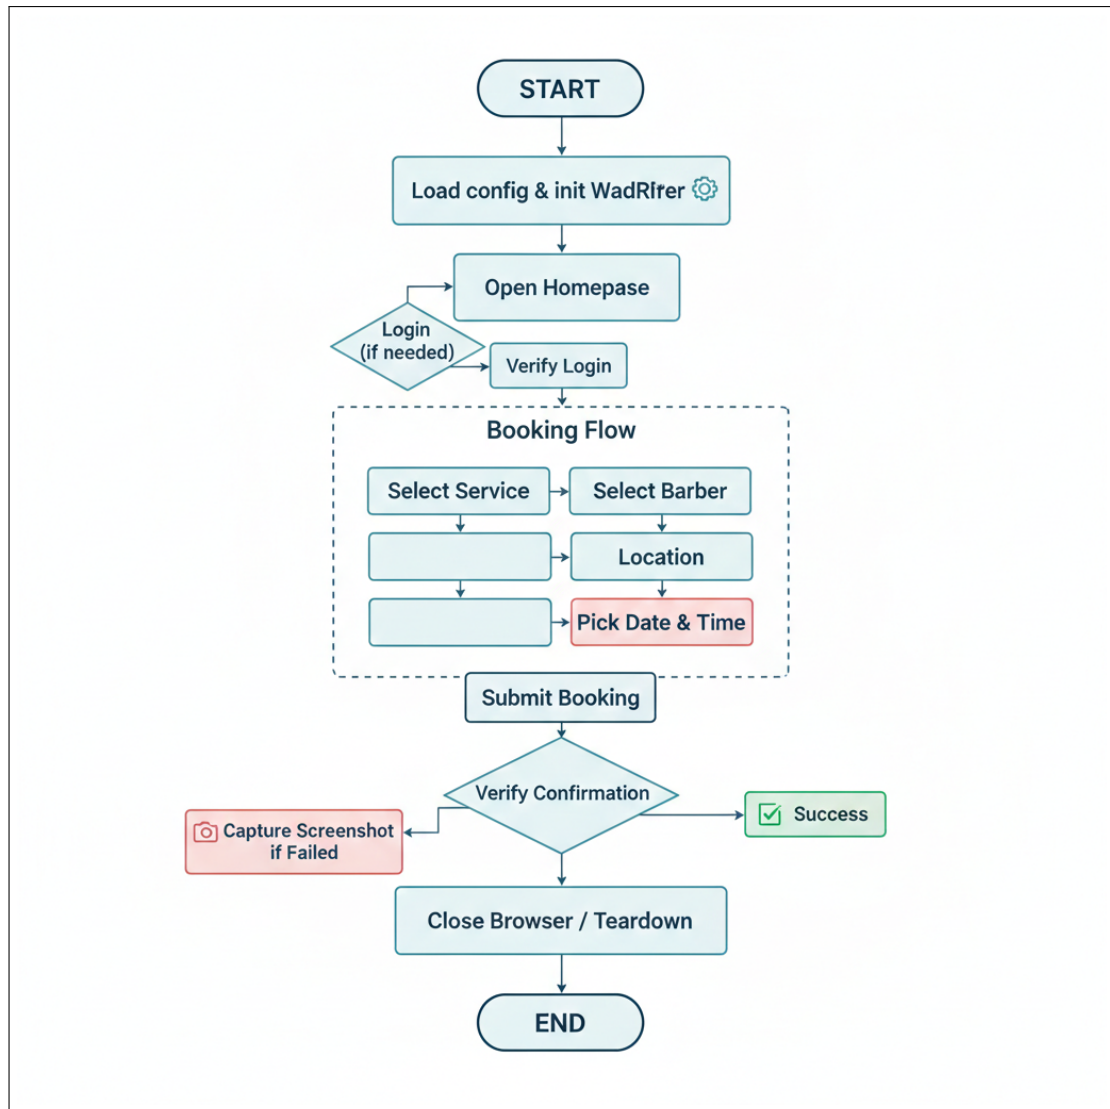 START
Load config & init WadRifrer
Open Homepase
Login
(if needed)
Verify Login
Booking Flow
Select Service
Select Barber
Location
Pick Date & Time
Submit Booking
Verify Confirmation
Capture Screenshot
if Failed
Success
Close Browser / Teardown
END